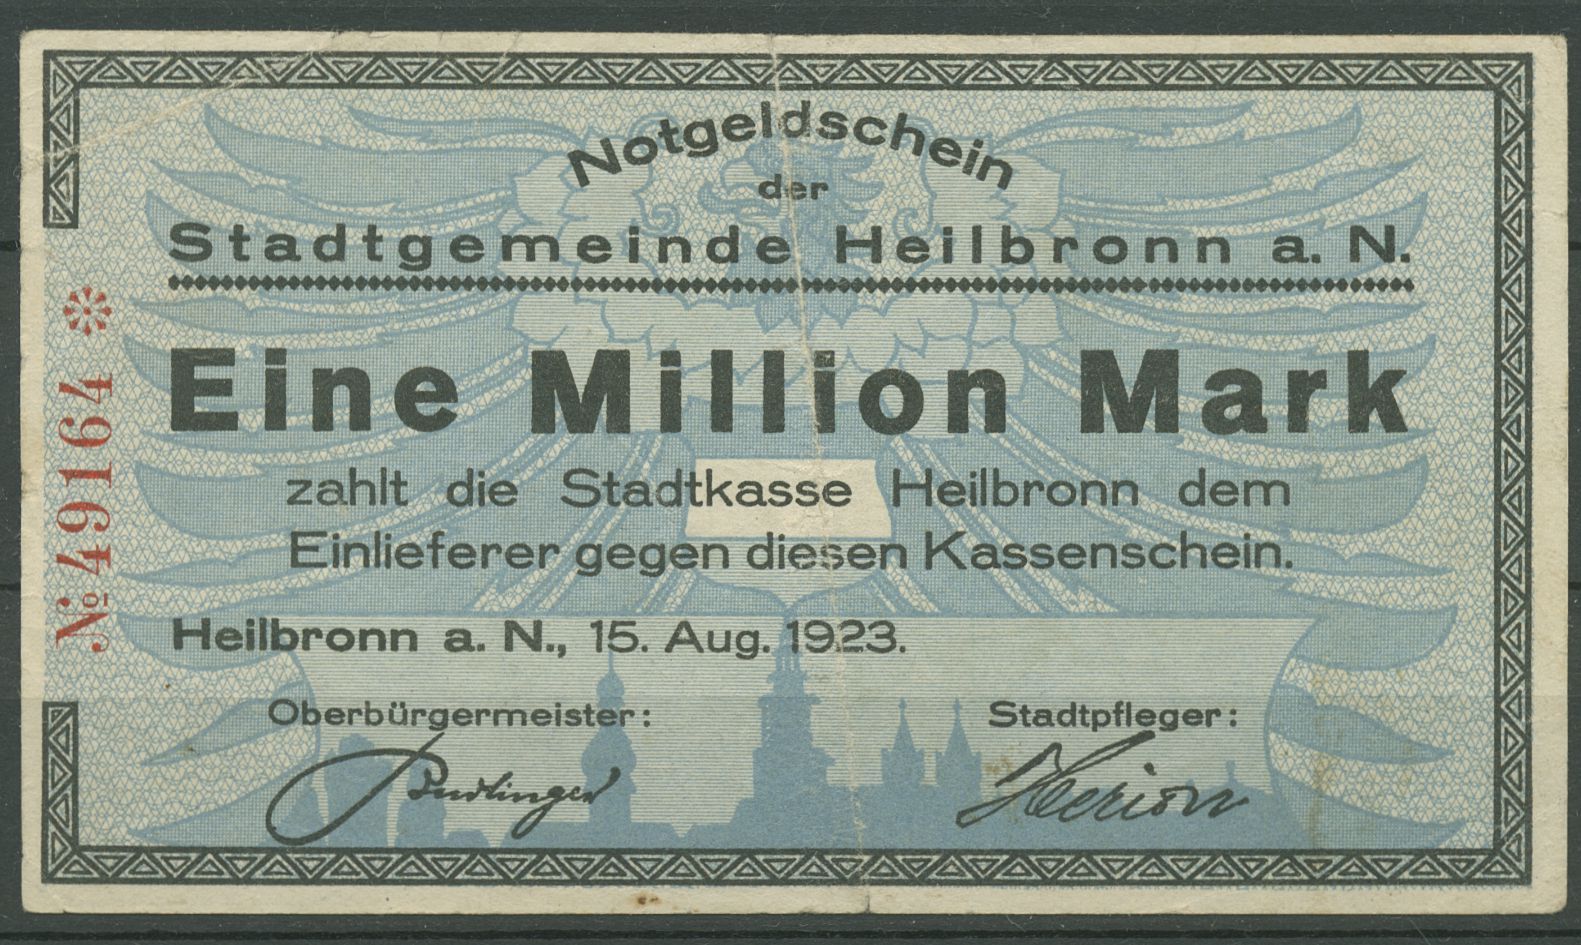 Notgeldschein
der
Stadtgemeinde Heilbronn a. N.
Eine Million Mark
zahlt die Stadtkasse Heilbronn dem
Einlieferer gegen diesen Kassenschein.
Heilbronn a. N., 15. Aug. 1923.
Oberbürgermeister:
Stadtpfleger:
Herion
№ 49164 *